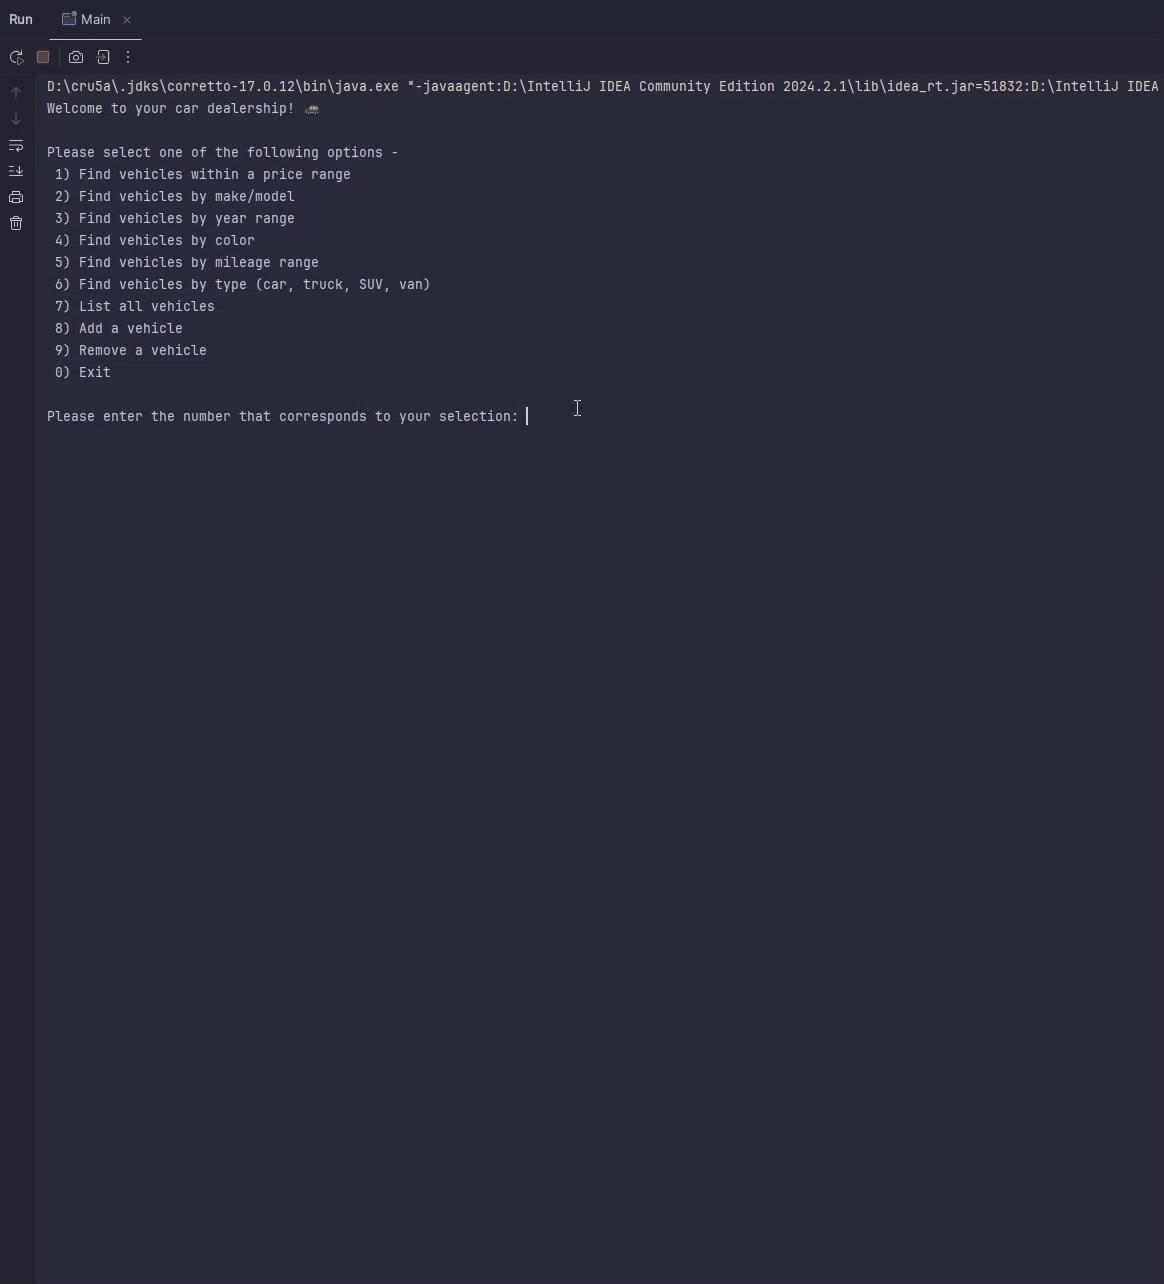 Run Main
D:\cru5a\.jdks\corretto-17.0.12\bin\java.exe "-javaagent:D:\IntelliJ IDEA Community Edition 2024.2.1\lib\idea_rt.jar=51832:D:\IntelliJ IDEA
Welcome to your car dealership! 🚗
Please select one of the following options -
1) Find vehicles within a price range
2) Find vehicles by make/model
3) Find vehicles by year range
4) Find vehicles by color
5) Find vehicles by mileage range
6) Find vehicles by type (car, truck, SUV, van)
7) List all vehicles
8) Add a vehicle
9) Remove a vehicle
0) Exit
Please enter the number that corresponds to your selection: